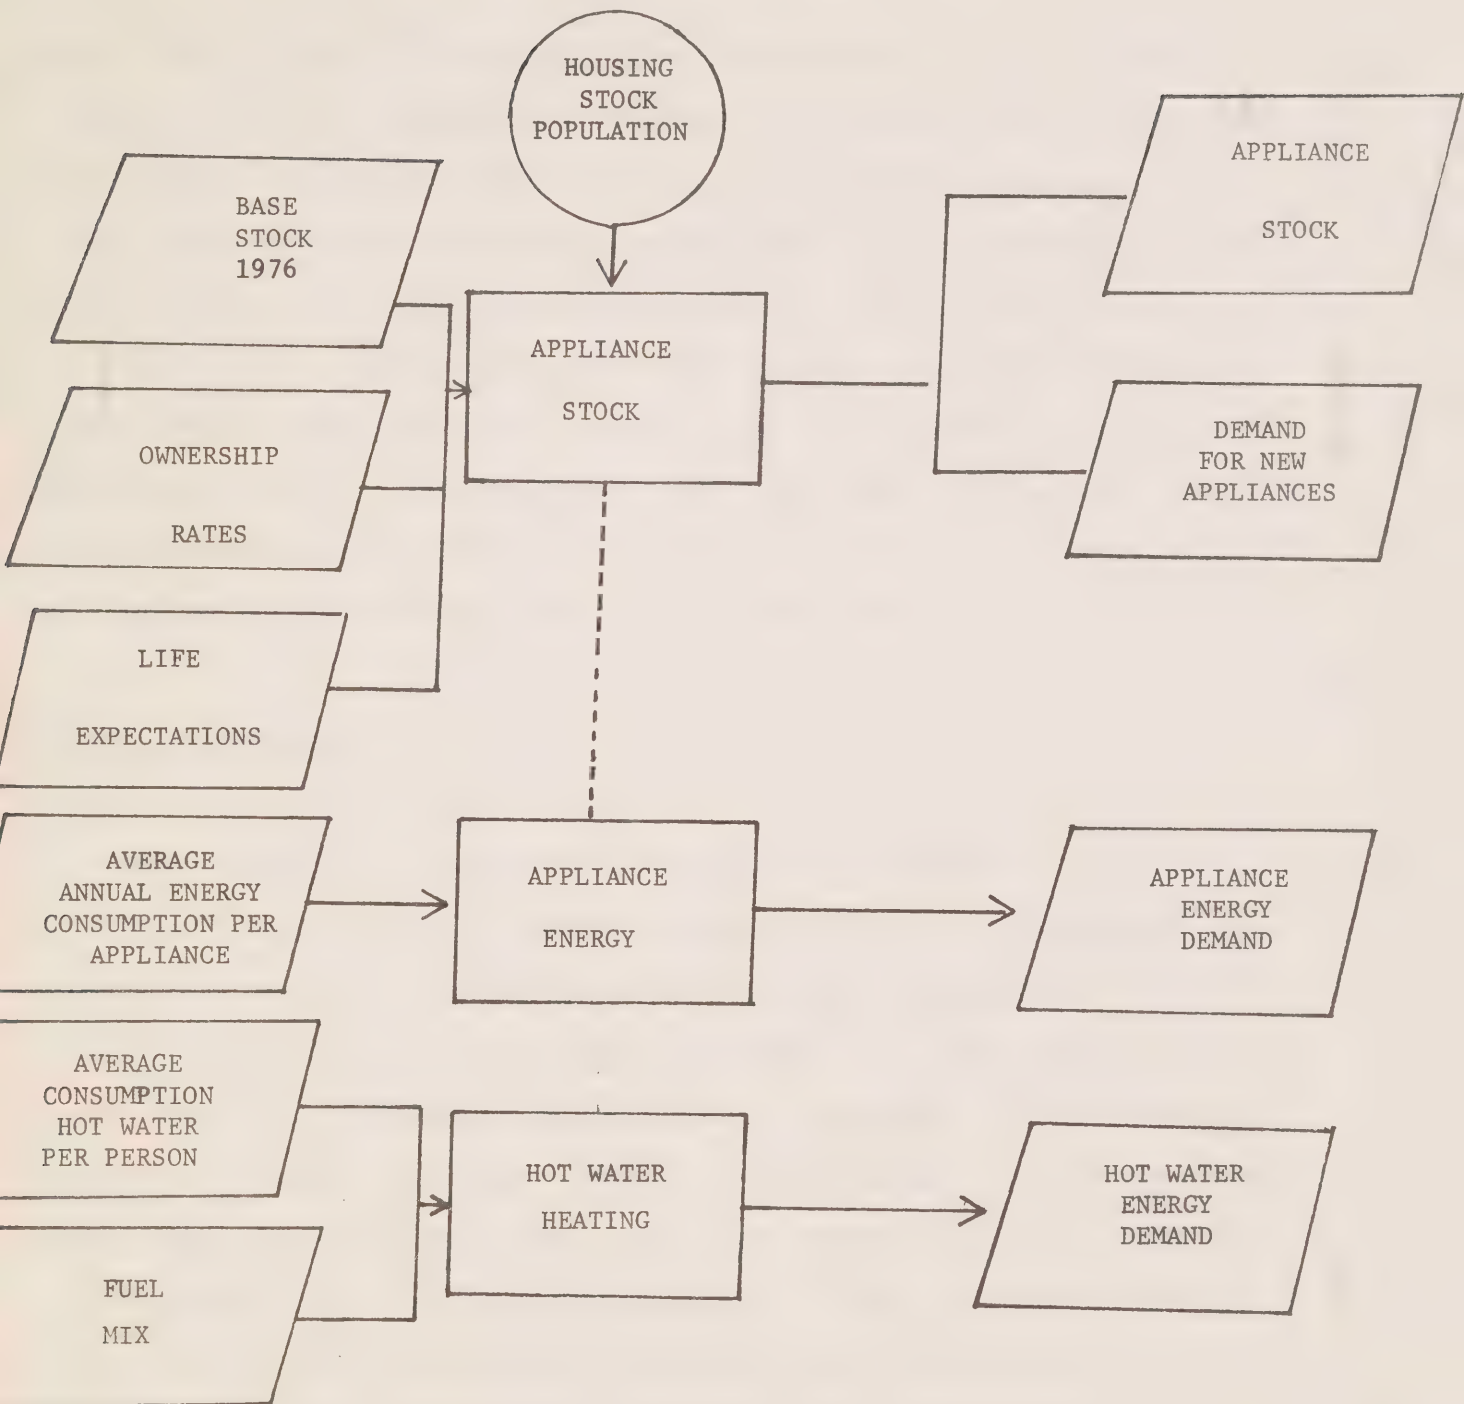 HOUSING
STOCK
POPULATION
BASE
STOCK
1976
APPLIANCE
STOCK
APPLIANCE
STOCK
OWNERSHIP
RATES
DEMAND
FOR NEW
APPLIANCES
LIFE
EXPECTATIONS
AVERAGE
ANNUAL ENERGY
CONSUMPTION PER
APPLIANCE
APPLIANCE
ENERGY
APPLIANCE
ENERGY
DEMAND
AVERAGE
CONSUMPTION
HOT WATER
PER PERSON
HOT WATER
HEATING
HOT WATER
ENERGY
DEMAND
FUEL
MIX